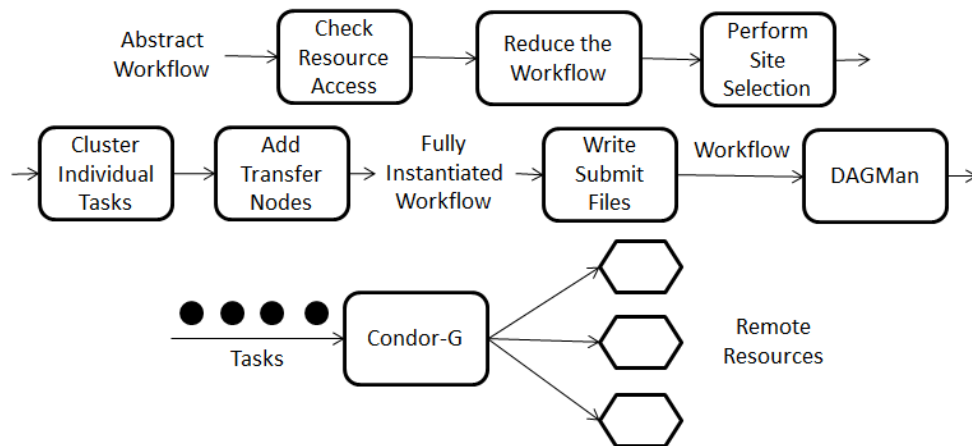 Abstract
Workflow
Check
Resource
Access
Reduce the
Workflow
Perform
Site
Selection
Cluster
Individual
Tasks
Add
Transfer
Nodes
Fully
Instantiated
Workflow
Write
Submit
Files
Workflow
DAGMan
Tasks
Condor-G
Remote
Resources